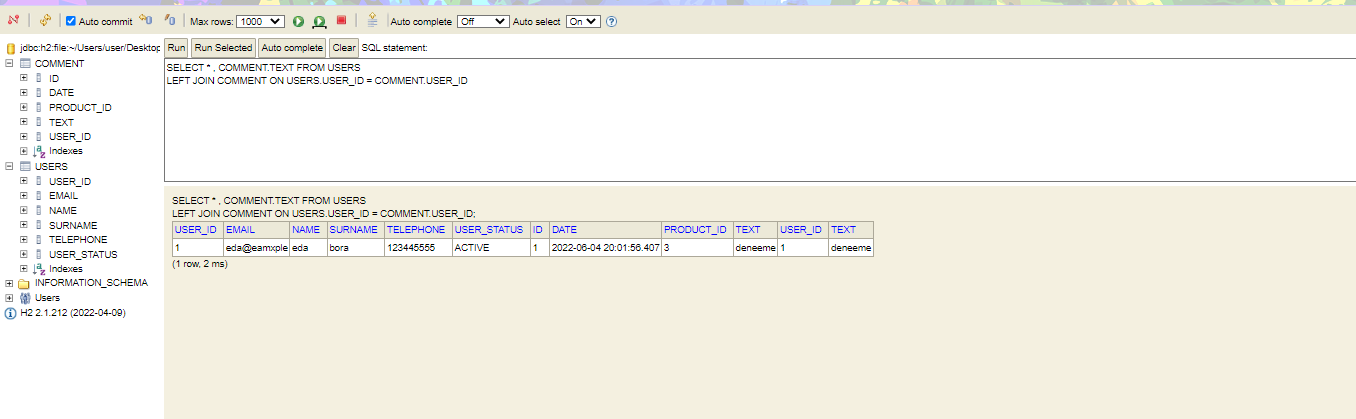 Auto commit Max rows: 1000 Auto complete Off Auto select On
jdbc:h2:file:~/Users/user/Desktop
COMMENT
ID
DATE
PRODUCT_ID
TEXT
USER_ID
Indexes
USERS
USER_ID
EMAIL
NAME
SURNAME
TELEPHONE
USER_STATUS
Indexes
INFORMATION_SCHEMA
Users
H2 2.1.212 (2022-04-09)
Run Run Selected Auto complete Clear SQL statement:
SELECT * , COMMENT.TEXT FROM USERS
LEFT JOIN COMMENT ON USERS.USER_ID = COMMENT.USER_ID
SELECT * , COMMENT.TEXT FROM USERS
LEFT JOIN COMMENT ON USERS.USER_ID = COMMENT.USER_ID;
USER_ID EMAIL NAME SURNAME TELEPHONE USER_STATUS ID DATE PRODUCT_ID TEXT USER_ID TEXT
1 eda@eamxple eda bora 123445555 ACTIVE 1 2022-06-04 20:01:56.407 3 deneeme 1 deneeme
(1 row, 2 ms)